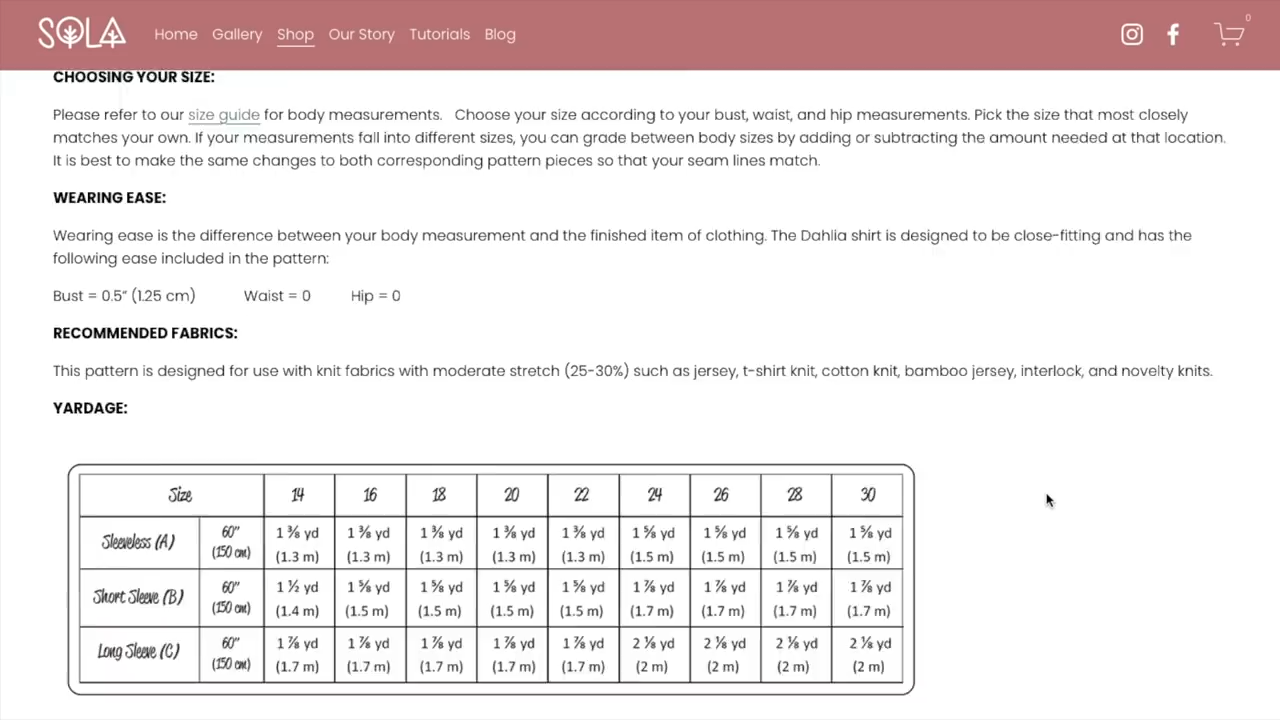 SOLA Home Gallery Shop Our Story Tutorials Blog 0
CHOOSING YOUR SIZE:
Please refer to our size guide for body measurements. Choose your size according to your bust, waist, and hip measurements. Pick the size that most closely
matches your own. If your measurements fall into different sizes, you can grade between body sizes by adding or subtracting the amount needed at that location.
It is best to make the same changes to both corresponding pattern pieces so that your seam lines match.
WEARING EASE:
Wearing ease is the difference between your body measurement and the finished item of clothing. The Dahlia shirt is designed to be close-fitting and has the
following ease included in the pattern:
Bust = 0.5” (1.25 cm) Waist = 0 Hip = 0
RECOMMENDED FABRICS:
This pattern is designed for use with knit fabrics with moderate stretch (25-30%) such as jersey, t-shirt knit, cotton knit, bamboo jersey, interlock, and novelty knits.
YARDAGE:
Size 14 16 18 20 22 24 26 28 30
Sleeveless (A) 60” 1 ⅜ yd 1 ⅜ yd 1 ⅜ yd 1 ⅜ yd 1 ⅜ yd 1 ⅝ yd 1 ⅝ yd 1 ⅝ yd 1 ⅝ yd
(150 cm) (1.3 m) (1.3 m) (1.3 m) (1.3 m) (1.3 m) (1.5 m) (1.5 m) (1.5 m) (1.5 m)
Short Sleeve (B) 60” 1 ½ yd 1 ⅝ yd 1 ⅝ yd 1 ⅝ yd 1 ⅝ yd 1 ⅞ yd 1 ⅞ yd 1 ⅞ yd 1 ⅞ yd
(150 cm) (1.4 m) (1.5 m) (1.5 m) (1.5 m) (1.5 m) (1.7 m) (1.7 m) (1.7 m) (1.7 m)
Long Sleeve (C) 60” 1 ⅞ yd 1 ⅞ yd 1 ⅞ yd 1 ⅞ yd 1 ⅞ yd 2 ⅛ yd 2 ⅛ yd 2 ⅛ yd 2 ⅛ yd
(150 cm) (1.7 m) (1.7 m) (1.7 m) (1.7 m) (1.7 m) (2 m) (2 m) (2 m) (2 m)